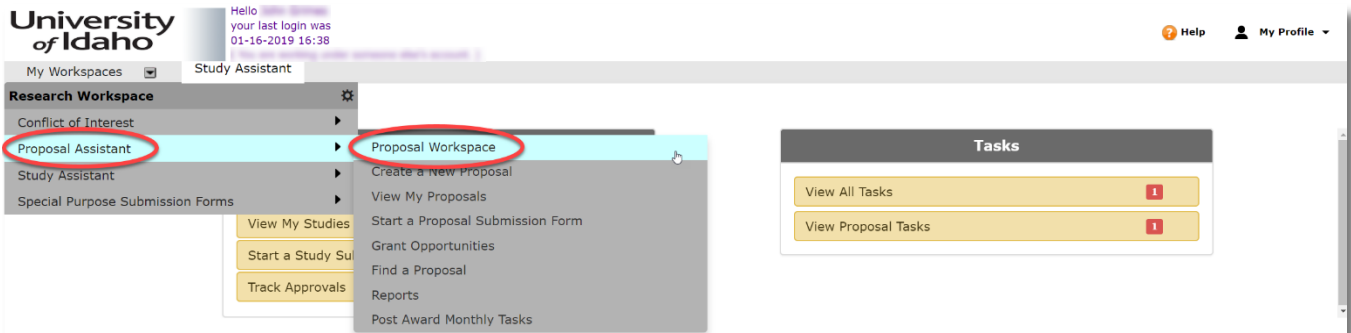 University
of Idaho
Hello
your last login was
01-16-2019 16:38
Help
My Profile
My Workspaces
Study Assistant
Research Workspace
Conflict of Interest
Proposal Assistant
Study Assistant
Special Purpose Submission Forms
Proposal Workspace
Create a New Proposal
View My Proposals
Start a Proposal Submission Form
Grant Opportunities
Find a Proposal
Reports
Post Award Monthly Tasks
View My Studies
Start a Study Su
Track Approvals
Tasks
View All Tasks 1
View Proposal Tasks 1